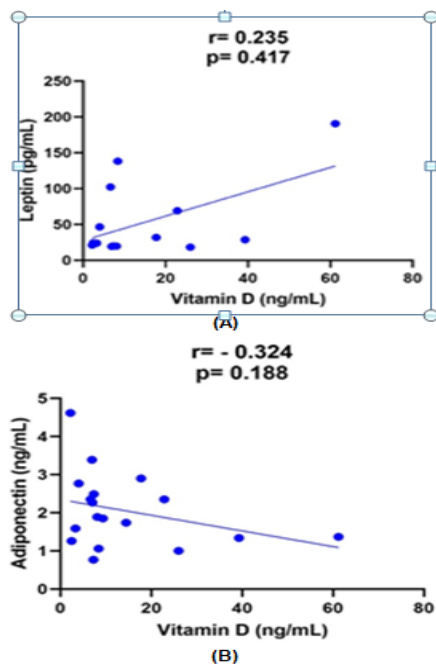 r= 0.235
p= 0.417
250
200
150
100
50
0
Leptin (pg/mL)
0 20 40 60 80
Vitamin D (ng/mL)
(A)
r= - 0.324
p= 0.188
5
4
3
2
1
0
Adiponectin (ng/mL)
0 20 40 60 80
Vitamin D (ng/mL)
(B)